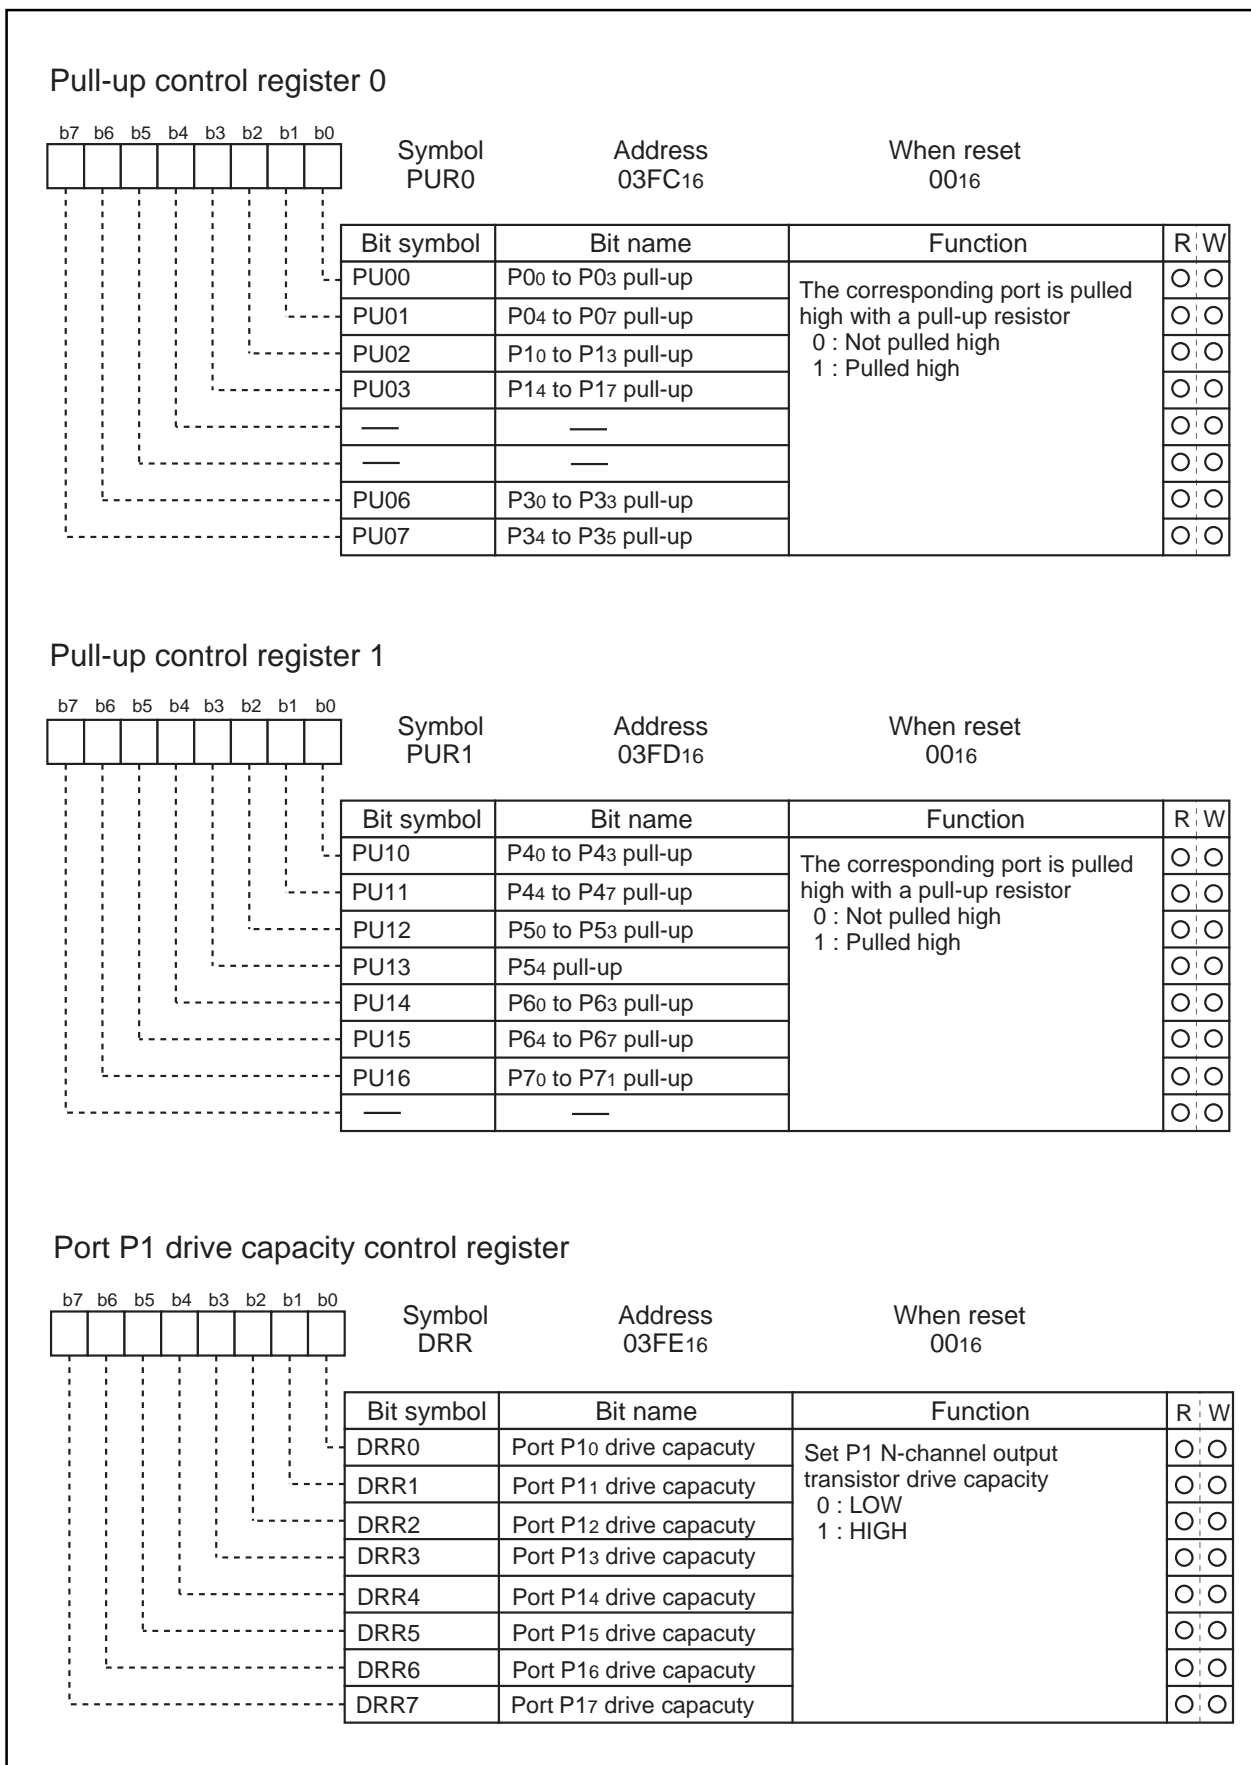 Pull-up control register 0
b7 b6 b5 b4 b3 b2 b1 b0
Symbol Address When reset
PUR0 03FC16 0016
Bit symbol Bit name Function R W
PU00 P00 to P03 pull-up The corresponding port is pulled
PU01 P04 to P07 pull-up high with a pull-up resistor
PU02 P10 to P13 pull-up 0 : Not pulled high
PU03 P14 to P17 pull-up 1 : Pulled high
— —
— —
PU06 P30 to P33 pull-up
PU07 P34 to P35 pull-up
Pull-up control register 1
b7 b6 b5 b4 b3 b2 b1 b0
Symbol Address When reset
PUR1 03FD16 0016
Bit symbol Bit name Function R W
PU10 P40 to P43 pull-up The corresponding port is pulled
PU11 P44 to P47 pull-up high with a pull-up resistor
PU12 P50 to P53 pull-up 0 : Not pulled high
PU13 P54 pull-up 1 : Pulled high
PU14 P60 to P63 pull-up
PU15 P64 to P67 pull-up
PU16 P70 to P71 pull-up
— —
Port P1 drive capacity control register
b7 b6 b5 b4 b3 b2 b1 b0
Symbol Address When reset
DRR 03FE16 0016
Bit symbol Bit name Function R W
DRR0 Port P10 drive capacuty Set P1 N-channel output
DRR1 Port P11 drive capacuty transistor drive capacity
DRR2 Port P12 drive capacuty 0 : LOW
DRR3 Port P13 drive capacuty 1 : HIGH
DRR4 Port P14 drive capacuty
DRR5 Port P15 drive capacuty
DRR6 Port P16 drive capacuty
DRR7 Port P17 drive capacuty